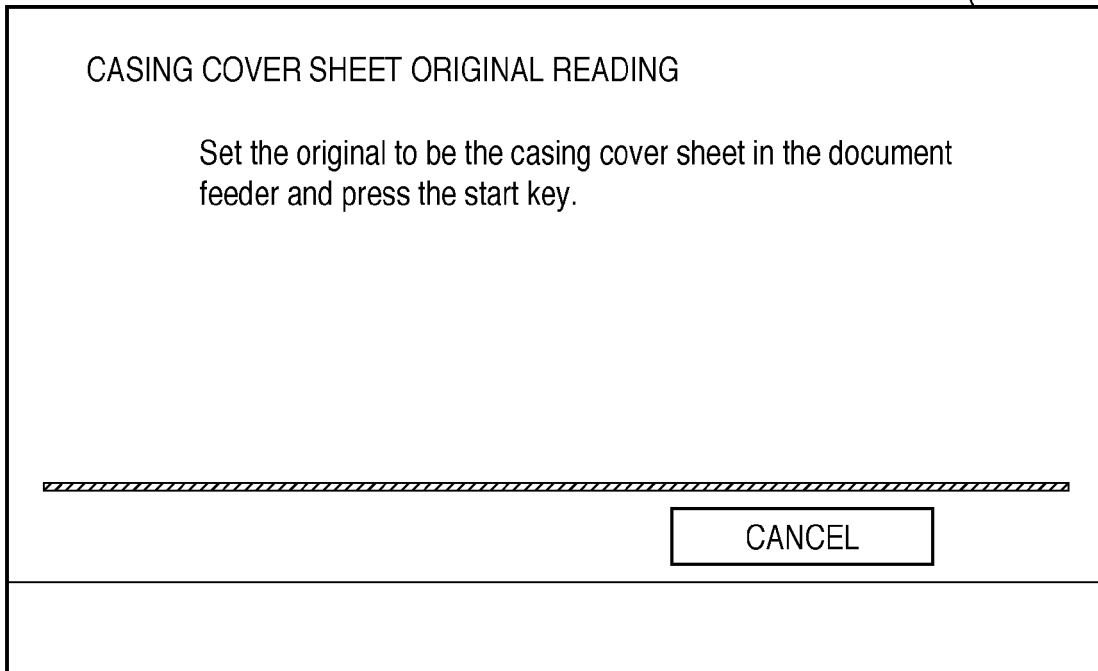 CASING COVER SHEET ORIGINAL READING
Set the original to be the casing cover sheet in the document
feeder and press the start key.
CANCEL